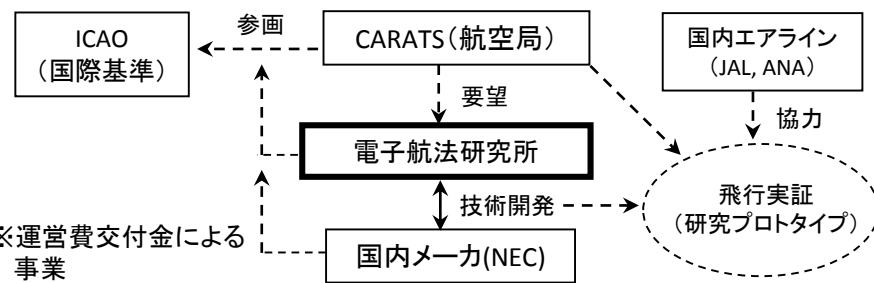 ICAO
（国際基準）
参画
CARATS（航空局）
国内エアライン
（JAL, ANA）
要望
協力
電子航法研究所
技術開発
飛行実証
（研究プロトタイプ）
国内メーカ(NEC)
※運営費交付金による
事業